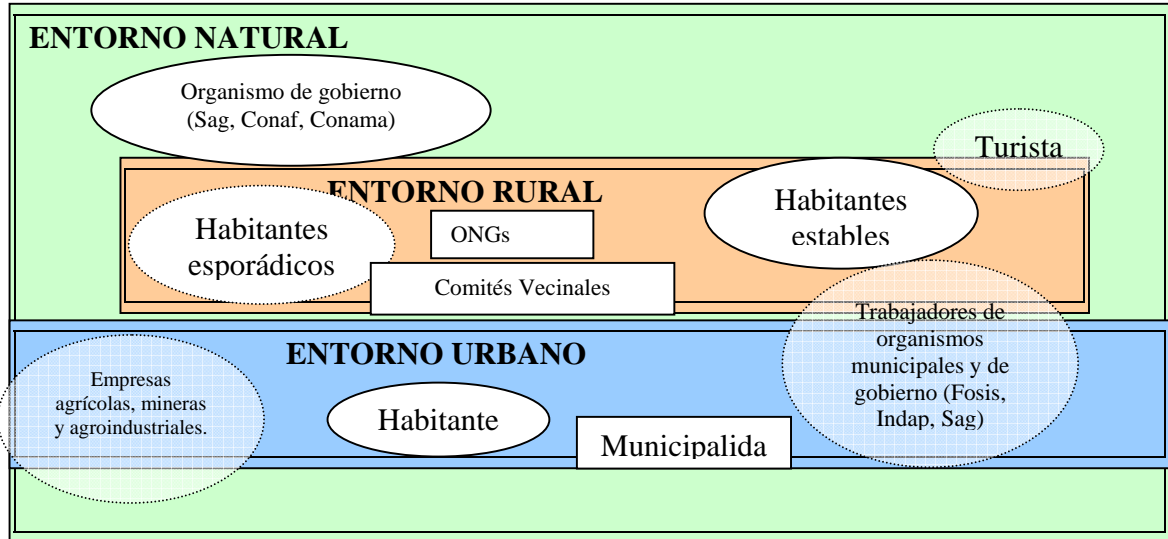 ENTORNO NATURAL
Organismo de gobierno
(Sag, Conaf, Conama)
Turista
ENTORNO RURAL
Habitantes
esporádicos
ONGs
Habitantes
estables
Comités Vecinales
Trabajadores de
organismos
municipales y de
gobierno (Fosis,
Indap, Sag)
ENTORNO URBANO
Empresas
agrícolas, mineras
y agroindustriales.
Habitante
Municipalida